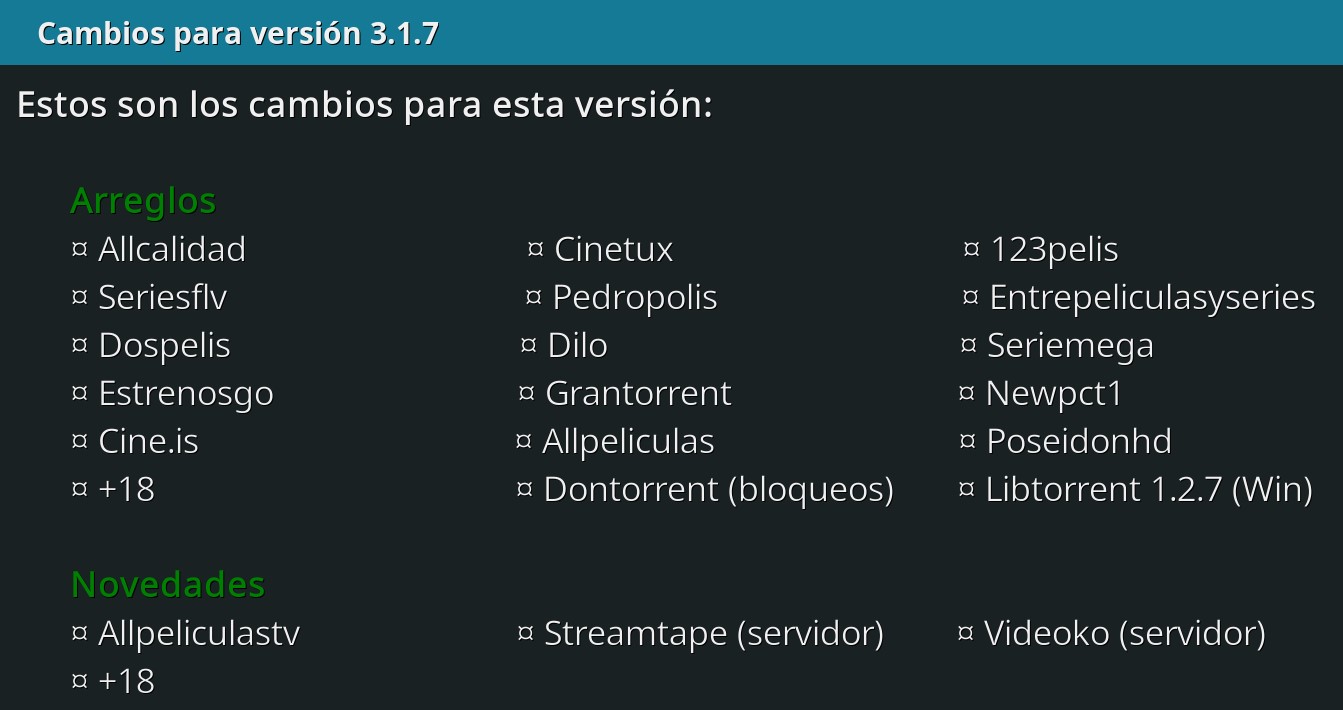 Cambios para versión 3.1.7
Estos son los cambios para esta versión:
Arreglos
¤ Allcalidad ¤ Cinetux ¤ 123pelis
¤ Seriesflv ¤ Pedropolis ¤ Entrepeliculasyseries
¤ Dospelis ¤ Dilo ¤ Seriemega
¤ Estrenosgo ¤ Grantorrent ¤ Newpct1
¤ Cine.is ¤ Allpeliculas ¤ Poseidonhd
¤ +18 ¤ Dontorrent (bloqueos) ¤ Libtorrent 1.2.7 (Win)
Novedades
¤ Allpeliculastv ¤ Streamtape (servidor) ¤ Videoko (servidor)
¤ +18